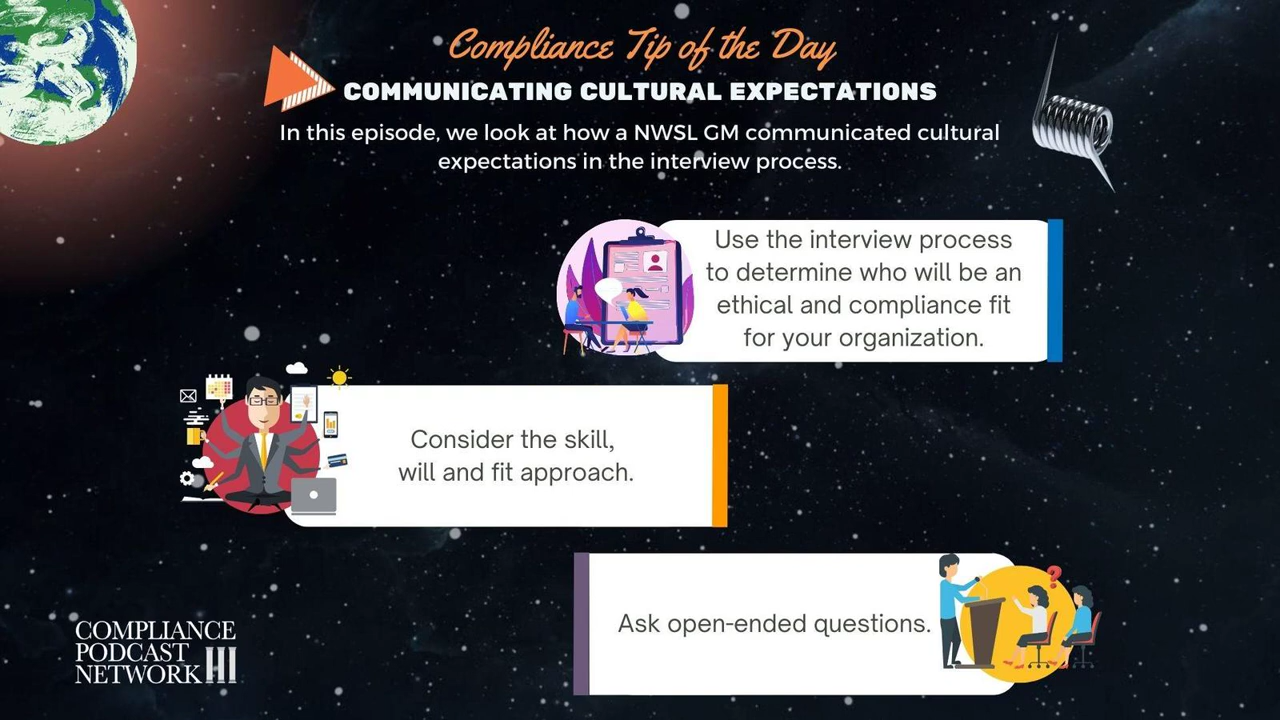 Compliance Tip of the Day
COMMUNICATING CULTURAL EXPECTATIONS
In this episode, we look at how a NWSL GM communicated cultural
expectations in the interview process.
Use the interview process
to determine who will be an
ethical and compliance fit
for your organization.
Consider the skill,
will and fit approach.
Ask open-ended questions.
COMPLIANCE
PODCAST
NETWORK